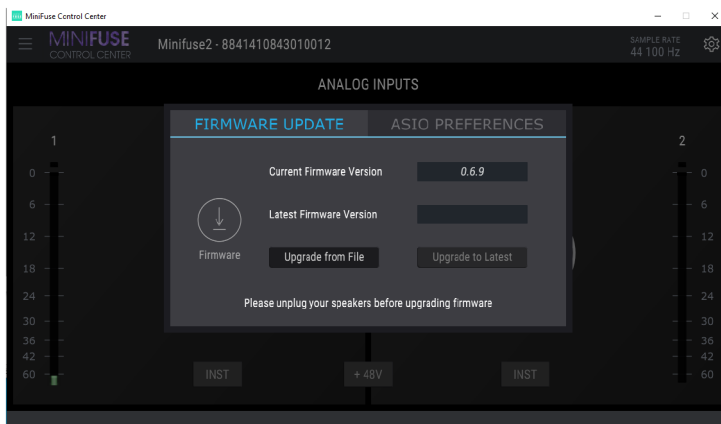 MiniFuse Control Center
MINIFUSE
CONTROL CENTER
Minifuse2 - 8841410843010012
SAMPLE RATE
44 100 Hz
ANALOG INPUTS
FIRMWARE UPDATE
ASIO PREFERENCES
1
2
Current Firmware Version
0.6.9
Latest Firmware Version
Firmware
Upgrade from File
Upgrade to Latest
Please unplug your speakers before upgrading firmware
0
6
12
18
24
30
36
42
60
0
6
12
18
24
30
36
42
60
INST
+ 48V
INST